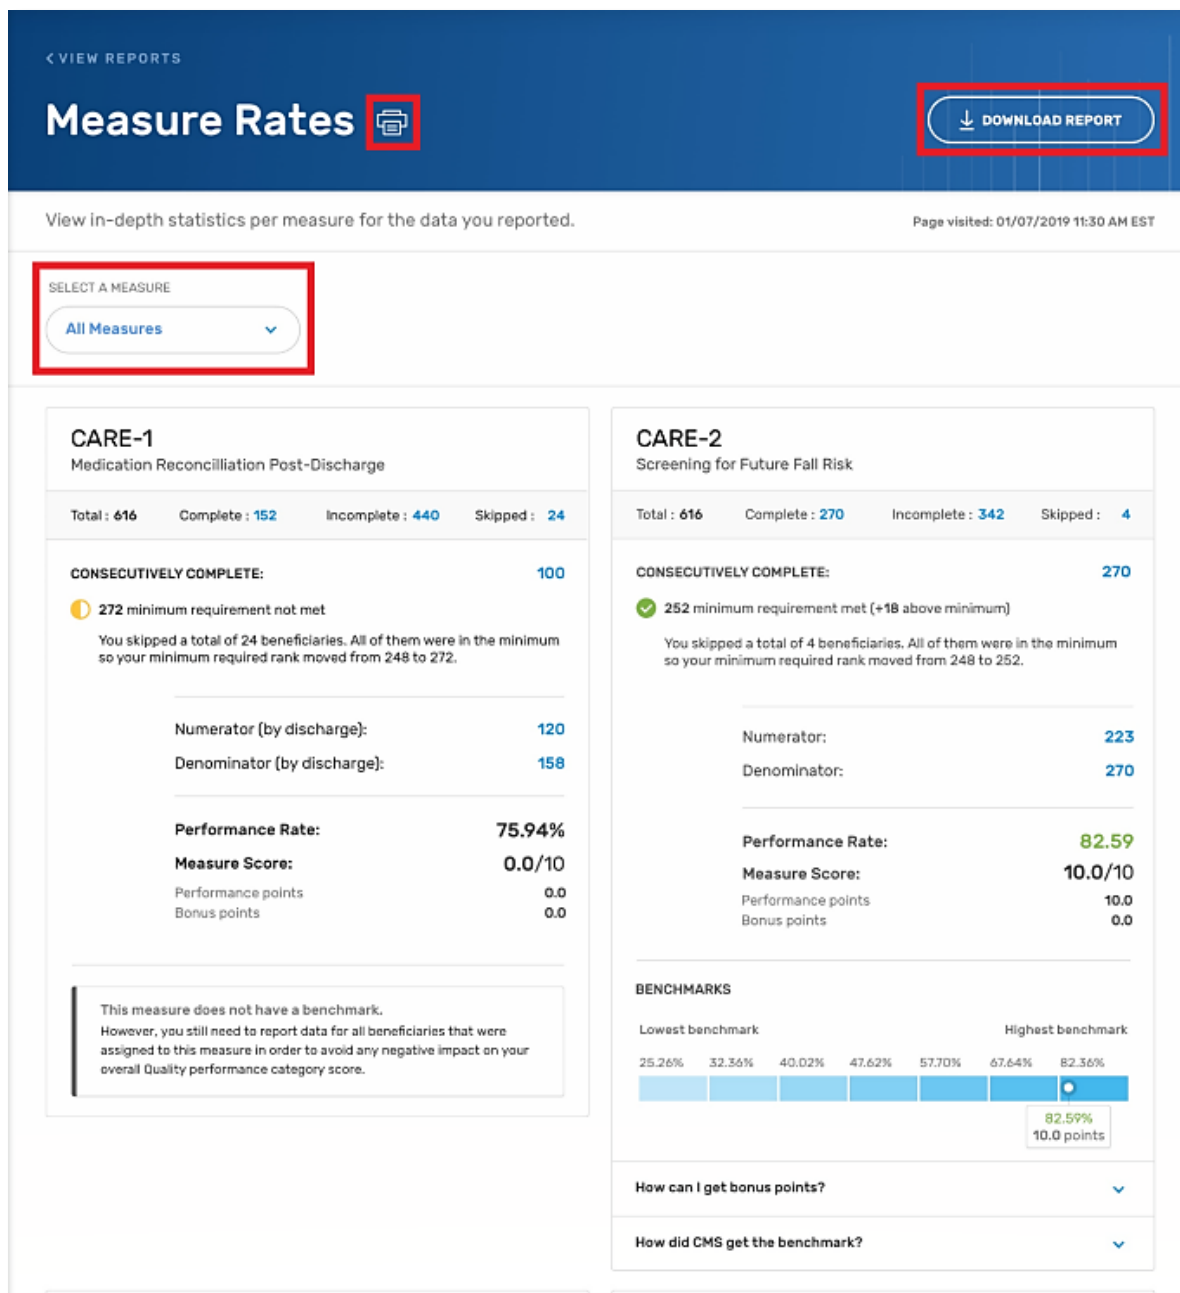 VIEW REPORTS
Measure Rates
DOWNLOAD REPORT
View in-depth statistics per measure for the data you reported.
Page visited: 01/07/2019 11:30 AM EST
SELECT A MEASURE
All Measures
CARE-1
Medication Reconcilliation Post-Discharge
Total : 616 Complete : 152 Incomplete : 440 Skipped : 24
CONSECUTIVELY COMPLETE: 100
272 minimum requirement not met
You skipped a total of 24 beneficiaries. All of them were in the minimum
so your minimum required rank moved from 248 to 272.
Numerator (by discharge): 120
Denominator (by discharge): 158
Performance Rate: 75.94%
Measure Score: 0.0/10
Performance points 0.0
Bonus points 0.0
This measure does not have a benchmark.
However, you still need to report data for all beneficiaries that were
assigned to this measure in order to avoid any negative impact on your
overall Quality performance category score.
CARE-2
Screening for Future Fall Risk
Total : 616 Complete : 270 Incomplete : 342 Skipped : 4
CONSECUTIVELY COMPLETE: 270
252 minimum requirement met (+18 above minimum)
You skipped a total of 4 beneficiaries. All of them were in the minimum
so your minimum required rank moved from 248 to 252.
Numerator: 223
Denominator: 270
Performance Rate: 82.59
Measure Score: 10.0/10
Performance points 10.0
Bonus points 0.0
BENCHMARKS
Lowest benchmark Highest benchmark
25.26% 32.36% 40.02% 47.62% 57.70% 67.64% 82.36%
82.59%
10.0 points
How can I get bonus points?
How did CMS get the benchmark?